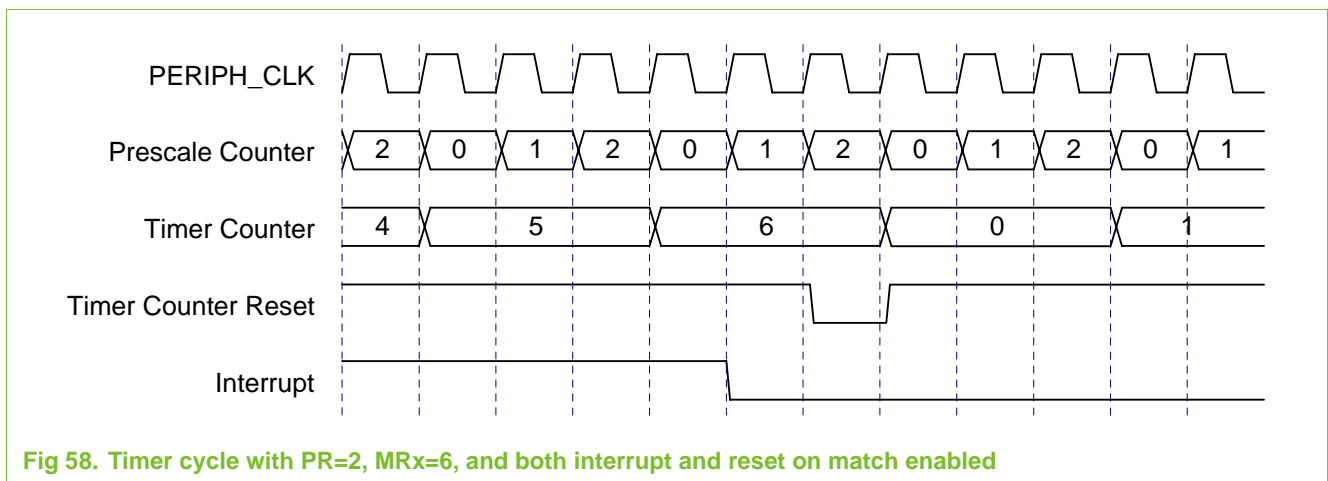 PERIPH_CLK
Prescale Counter 2 0 1 2 0 1 2 0 1 2 0 1
Timer Counter 4 5 6 0 1
Timer Counter Reset
Interrupt
Fig 58. Timer cycle with PR=2, MRx=6, and both interrupt and reset on match enabled